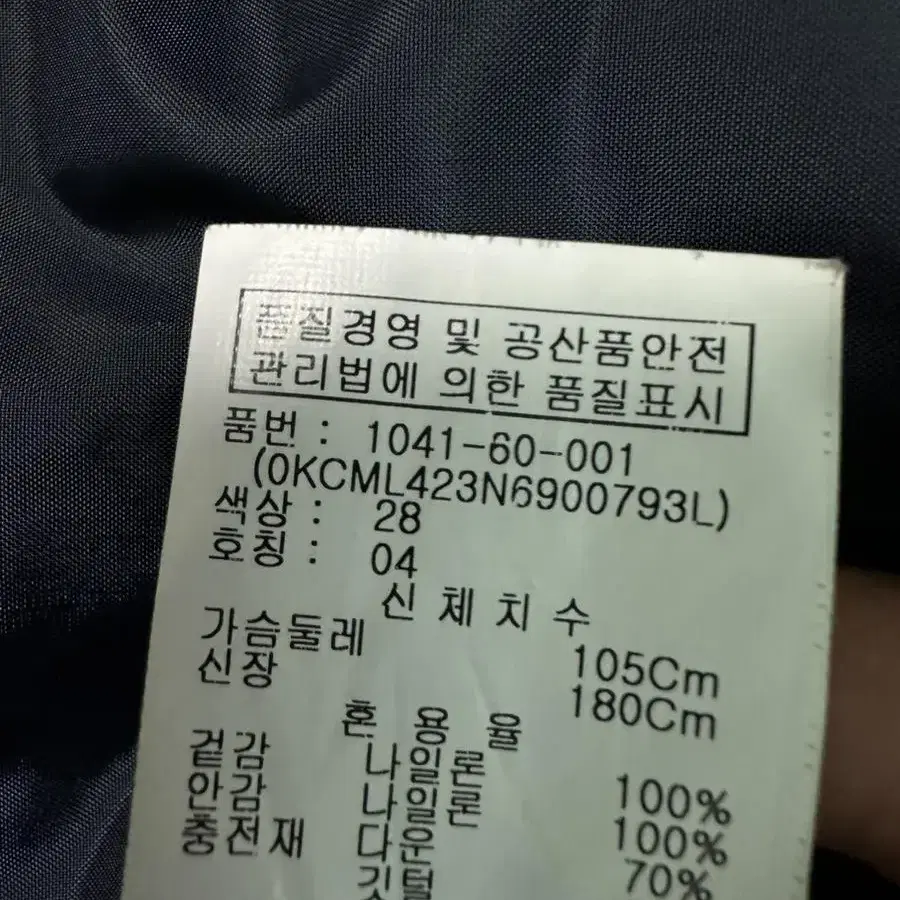 품질경영 및 공산품안전
관리법에 의한 품질표시
품번 : 1041-60-001
(0KCML423N6900793L)
색상 : 28
호칭 : 04
신 체 치 수
가슴둘레 105Cm
신장 180Cm
혼 용 율
겉감 나일론 100%
안감 나일론 100%
충전재 다운 70%
깃털